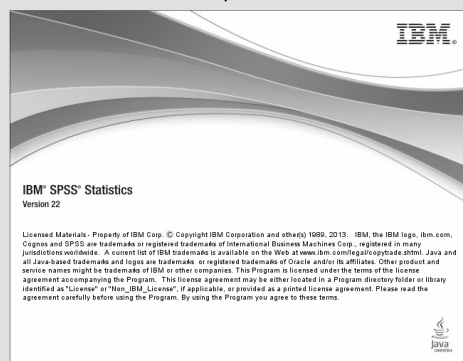 IBM®
IBM® SPSS® Statistics
Version 22
Licensed Materials - Property of IBM Corp. © Copyright IBM Corporation and other(s) 1989, 2013. IBM, the IBM logo, ibm.com,
Cognos and SPSS are trademarks or registered trademarks of International Business Machines Corp., registered in many
jurisdictions worldwide. A current list of IBM trademarks is available on the Web at www.ibm.com/legal/copytrade.shtml. Java and
all Java-based trademarks and logos are trademarks or registered trademarks of Oracle and/or its affiliates. Other product and
service names might be trademarks of IBM or other companies. This Program is licensed under the terms of the license
agreement accompanying the Program. This license agreement may be either located in a Program directory folder or library
identified as "License" or "Non_IBM_License", if applicable, or provided as a printed license agreement. Please read the
agreement carefully before using the Program. By using the Program you agree to these terms.
Java
COMPATIBLE